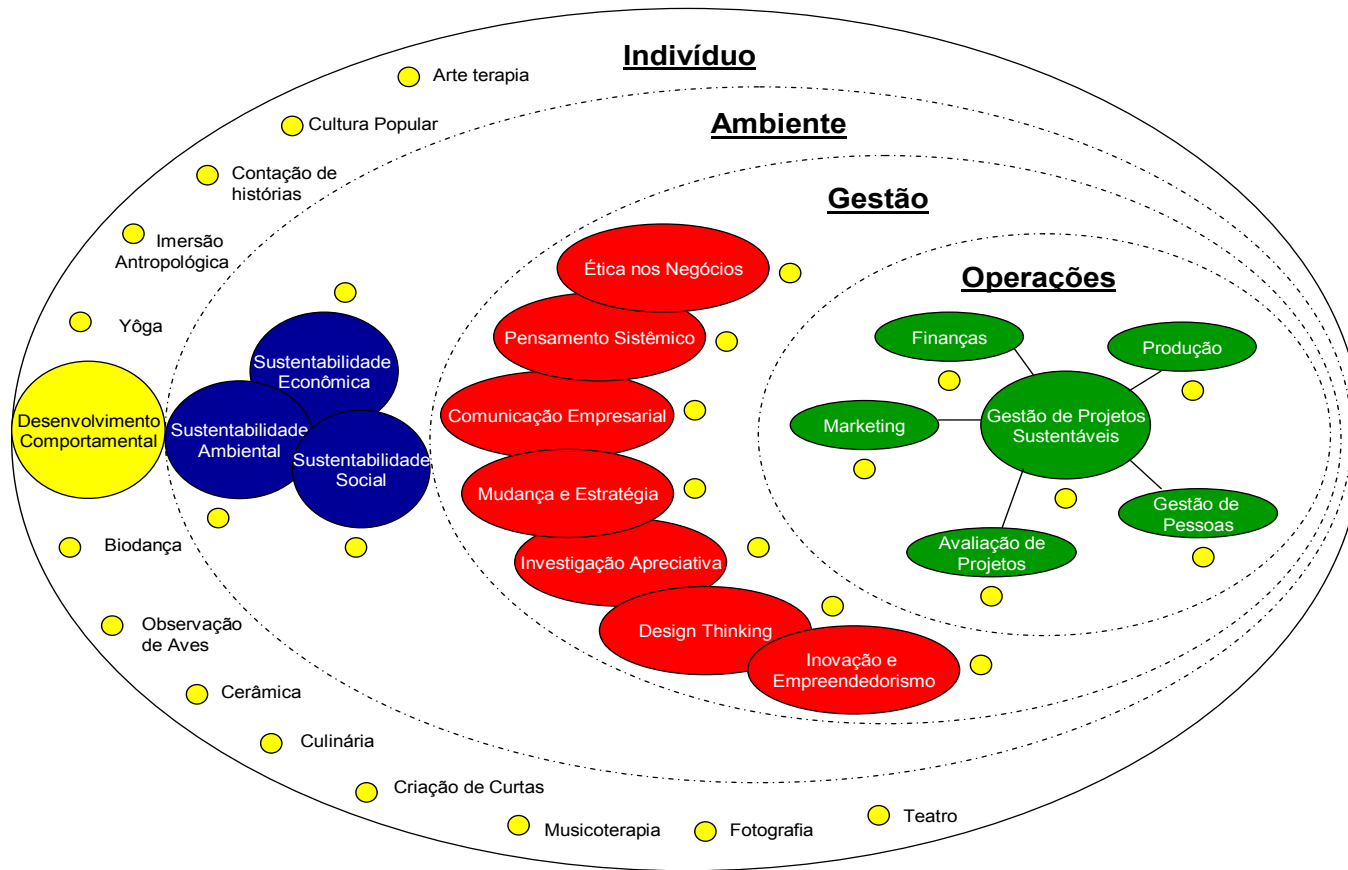 Indivíduo
Arte terapia
Cultura Popular
Contação de
histórias
Imersão
Antropológica
Yôga
Desenvolvimento
Comportamental
Biodança
Observação
de Aves
Cerâmica
Culinária
Criação de Curtas
Musicoterapia
Fotografia
Teatro
Ambiente
Sustentabilidade
Econômica
Sustentabilidade
Ambiental
Sustentabilidade
Social
Gestão
Ética nos Negócios
Pensamento Sistêmico
Comunicação Empresarial
Mudança e Estratégia
Investigação Apreciativa
Design Thinking
Inovação e
Empreendedorismo
Operações
Finanças
Produção
Marketing
Gestão de Projetos
Sustentáveis
Gestão de
Pessoas
Avaliação de
Projetos